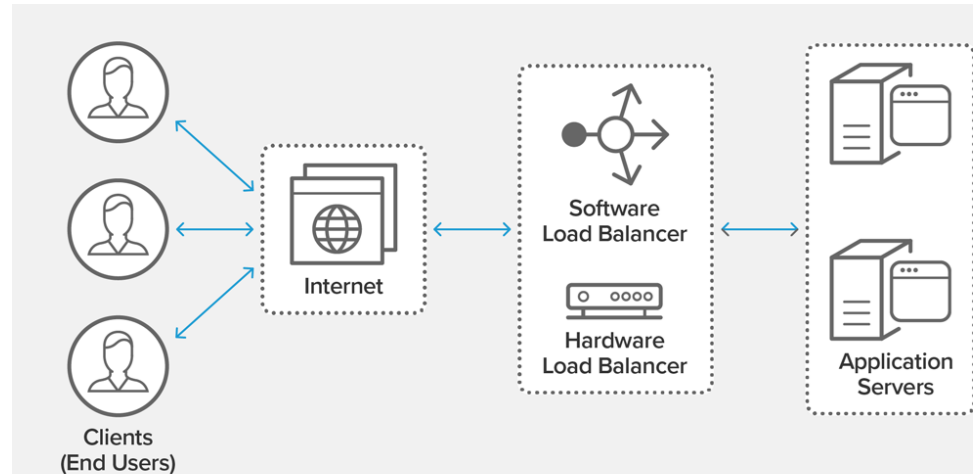 Clients
(End Users)
Internet
Software
Load Balancer
Hardware
Load Balancer
Application
Servers